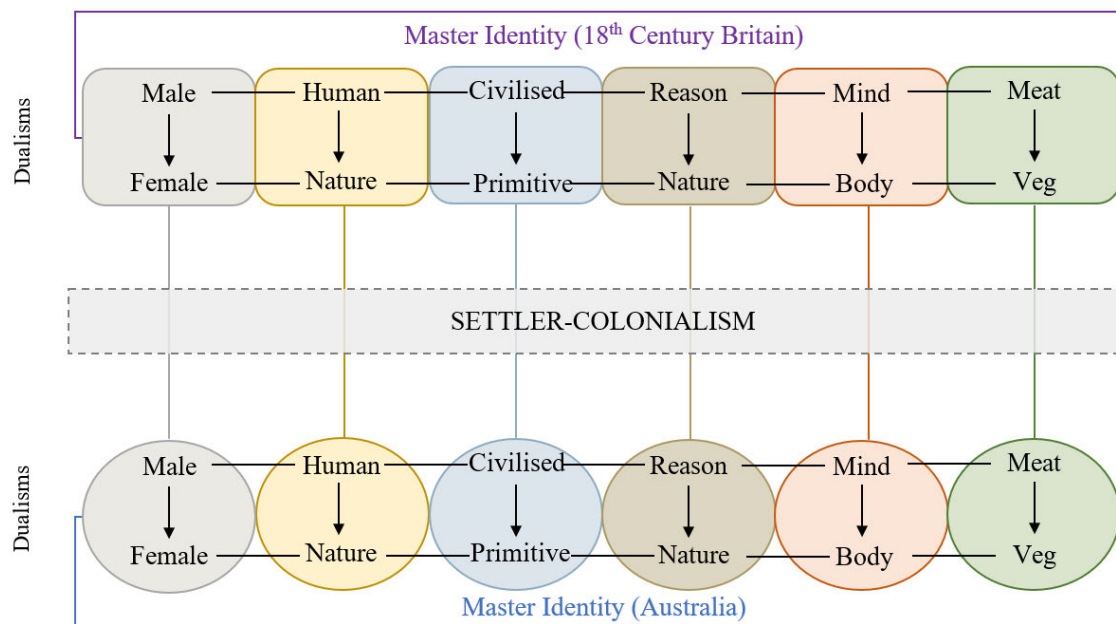 Master Identity (18th Century Britain)
Dualisms
Male Human Civilised Reason Mind Meat
Female Nature Primitive Nature Body Veg
SETTLER-COLONIALISM
Dualisms
Male Human Civilised Reason Mind Meat
Female Nature Primitive Nature Body Veg
Master Identity (Australia)